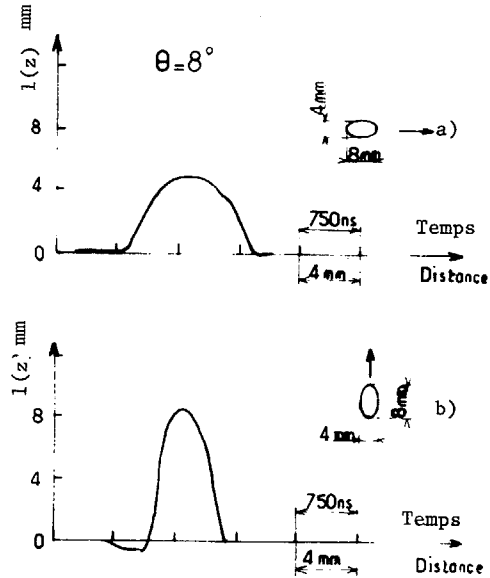 l(z) mm
θ=8°
8
4
0
4mm
8mm
a)
750ns
Temps
4 mm
Distance
l(z' mm
8
4
0
8mm
4 mm
b)
750ns
Temps
4 mm
Distance